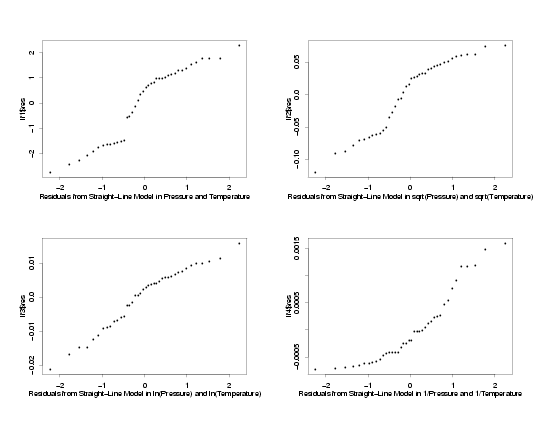 lf1$res
2
1
0
−1
−2
−2 −1 0 1 2
Residuals from Straight−Line Model in Pressure and Temperature
lf2$res
0.05
0.0
−0.05
−0.10
−2 −1 0 1 2
Residuals from Straight−Line Model in sqrt(Pressure) and sqrt(Temperature)
lf3$res
0.01
0.0
−0.01
−0.02
−2 −1 0 1 2
Residuals from Straight−Line Model in ln(Pressure) and ln(Temperature)
lf4$res
0.0015
0.0005
−0.0005
−2 −1 0 1 2
Residuals from Straight−Line Model in 1/Pressure and 1/Temperature